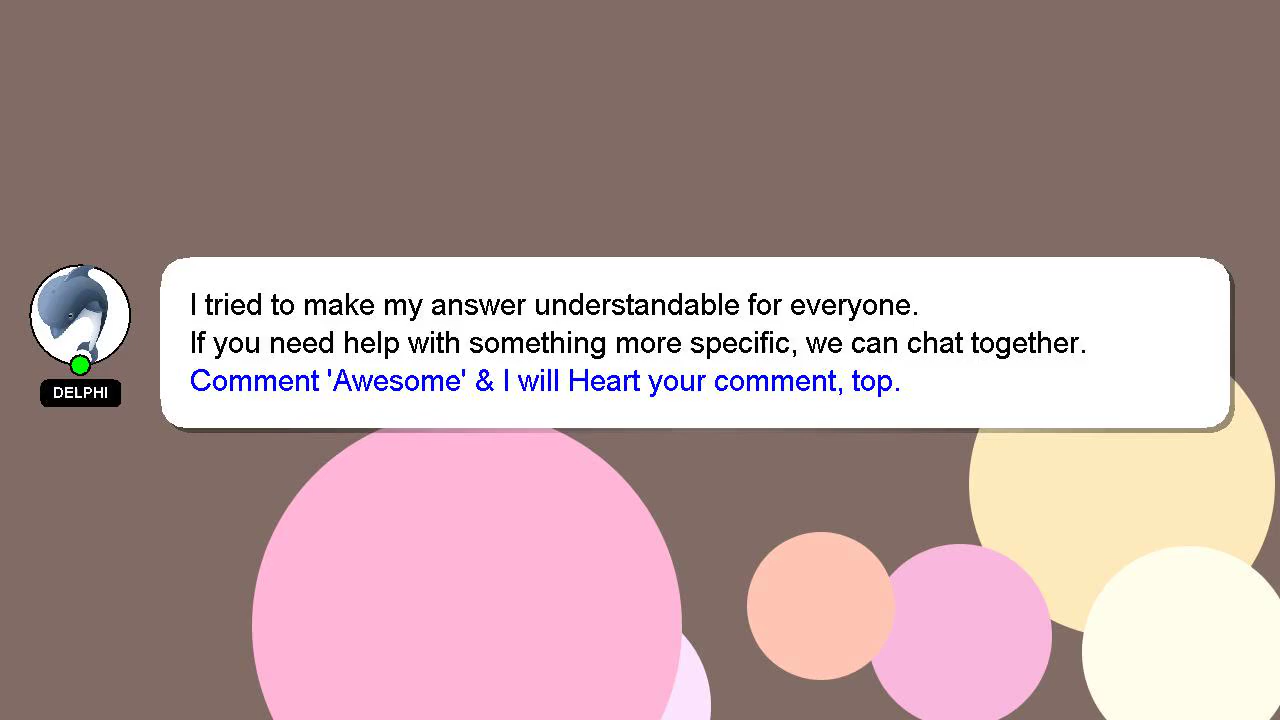 I tried to make my answer understandable for everyone.
If you need help with something more specific, we can chat together.
Comment 'Awesome' & I will Heart your comment, top.
DELPHI